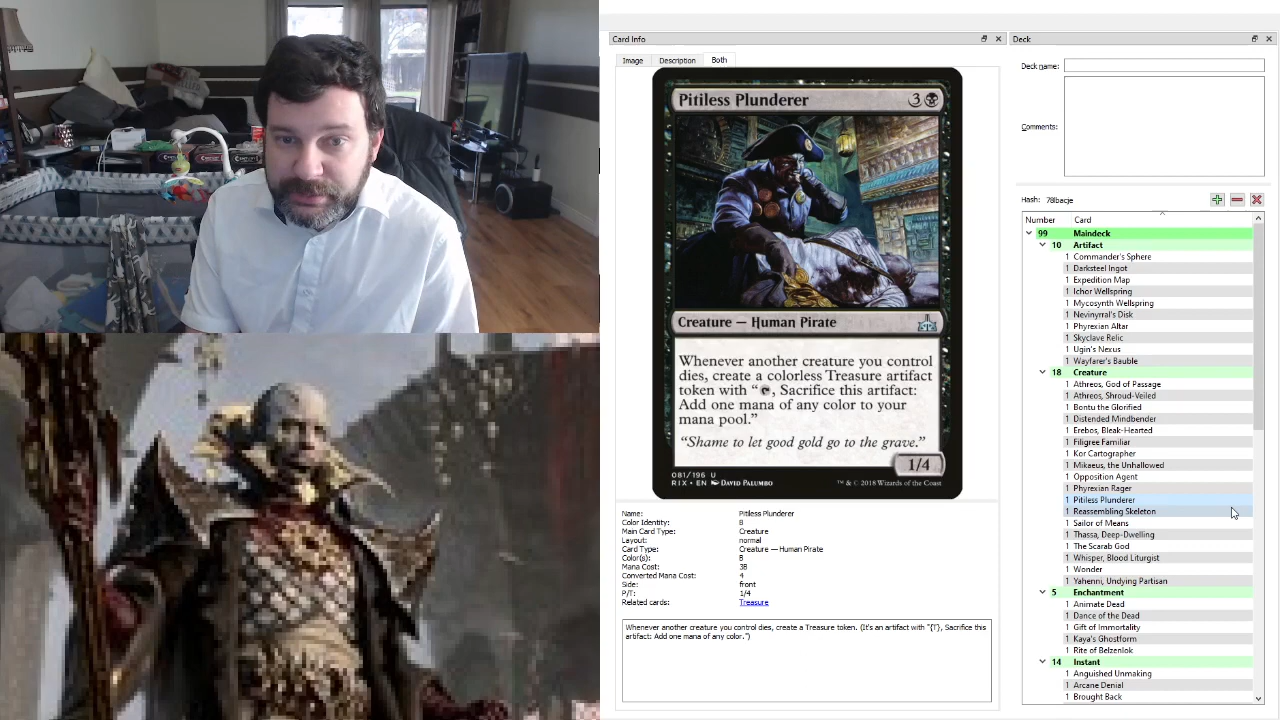 Card Info
Image Description Both
Pitiless Plunderer 3
Creature — Human Pirate
Whenever another creature you control
dies, create a colorless Treasure artifact
token with “ , Sacrifice this artifact:
Add one mana of any color to your
mana pool.”
“Shame to let good gold go to the grave.”
1/4
081/196 U
RIX • EN DAVID PALUMBO
™ & © 2018 Wizards of the Coast
Name: Pitiless Plunderer
Color Identity: B
Main Card Type: Creature
Layout: normal
Card Type: Creature — Human Pirate
Color(s): B
Mana Cost: 3B
Converted Mana Cost: 4
Side: front
P/T: 1/4
Related cards: Treasure
Whenever another creature you control dies, create a Treasure token. (It's an artifact with "{T}, Sacrifice this
artifact: Add one mana of any color.")
Deck
Deck name:
Comments:
Hash: 78lbacje
Number Card
99 Maindeck
10 Artifact
1 Commander's Sphere
1 Darksteel Ingot
1 Expedition Map
1 Ichor Wellspring
1 Mycosynth Wellspring
1 Nevinyrral's Disk
1 Phyrexian Altar
1 Skyclave Relic
1 Ugin's Nexus
1 Wayfarer's Bauble
18 Creature
1 Athreos, God of Passage
1 Athreos, Shroud-Veiled
1 Bontu the Glorified
1 Distended Mindbender
1 Erebos, Bleak-Hearted
1 Filigree Familiar
1 Kor Cartographer
1 Mikaeus, the Unhallowed
1 Opposition Agent
1 Phyrexian Rager
1 Pitiless Plunderer
1 Reassembling Skeleton
1 Sailor of Means
1 Thassa, Deep-Dwelling
1 The Scarab God
1 Whisper, Blood Liturgist
1 Wonder
1 Yahenni, Undying Partisan
5 Enchantment
1 Animate Dead
1 Dance of the Dead
1 Gift of Immortality
1 Kaya's Ghostform
1 Rite of Belzenlok
14 Instant
1 Anguished Unmaking
1 Arcane Denial
1 Brought Back